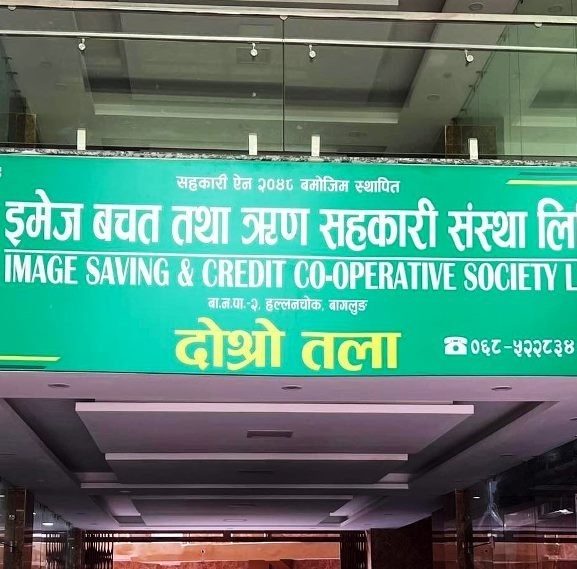 सहकारी ऐन २०४८ बमोजिम स्थापित
इमेज बचत तथा ऋण सहकारी संस्था लि
IMAGE SAVING & CREDIT CO-OPERATIVE SOCIETY L
बा.न.पा.-२, हल्लनचोक, बागलुङ
दोश्रो तला
☎०६८-५२२८३४